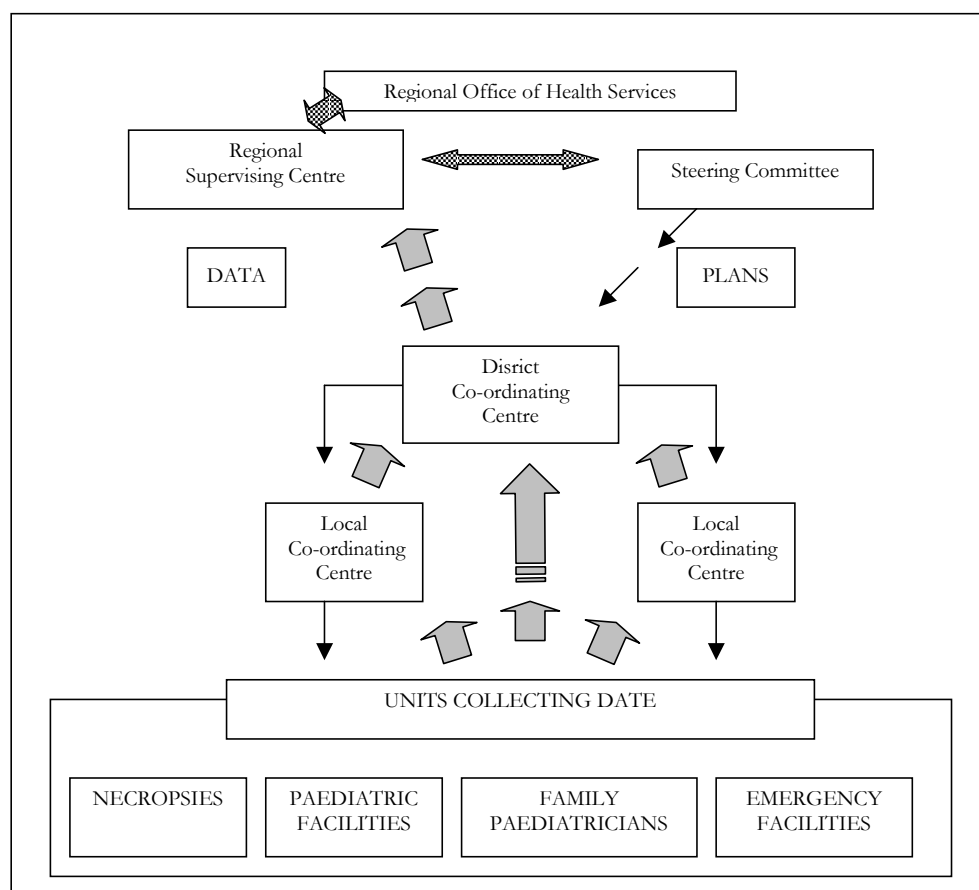 Regional Office of Health Services
Regional
Supervising Centre
Steering Committee
DATA
PLANS
Disrict
Co-ordinating
Centre
Local
Co-ordinating
Centre
Local
Co-ordinating
Centre
UNITS COLLECTING DATE
NECROPSIES
PAEDIATRIC
FACILITIES
FAMILY
PAEDIATRICIANS
EMERGENCY
FACILITIES